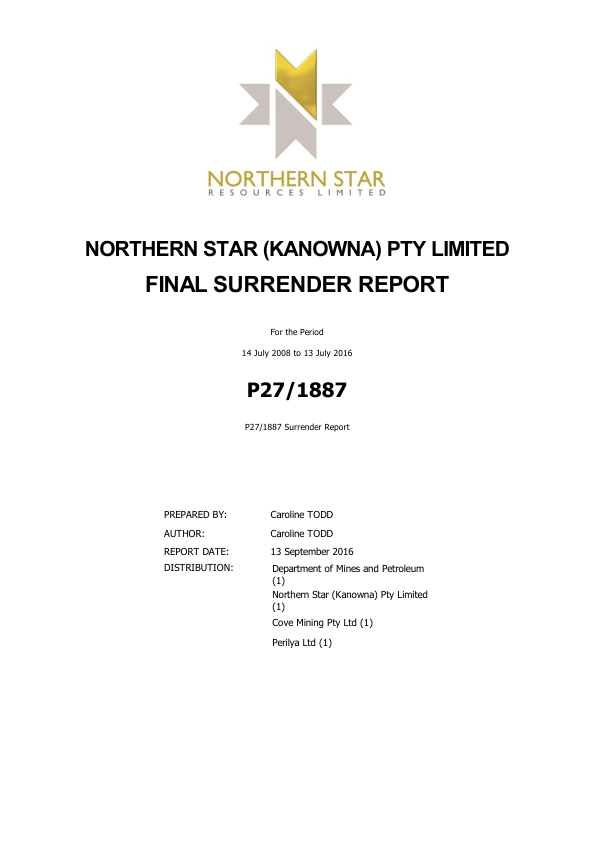 NORTHERN STAR
RESOURCES LIMITED
NORTHERN STAR (KANOWNA) PTY LIMITED
FINAL SURRENDER REPORT
For the Period
14 July 2008 to 13 July 2016
P27/1887
P27/1887 Surrender Report
PREPARED BY: Caroline TODD
AUTHOR: Caroline TODD
REPORT DATE: 13 September 2016
DISTRIBUTION: Department of Mines and Petroleum
(1)
Northern Star (Kanowna) Pty Limited
(1)
Cove Mining Pty Ltd (1)
Perilya Ltd (1)